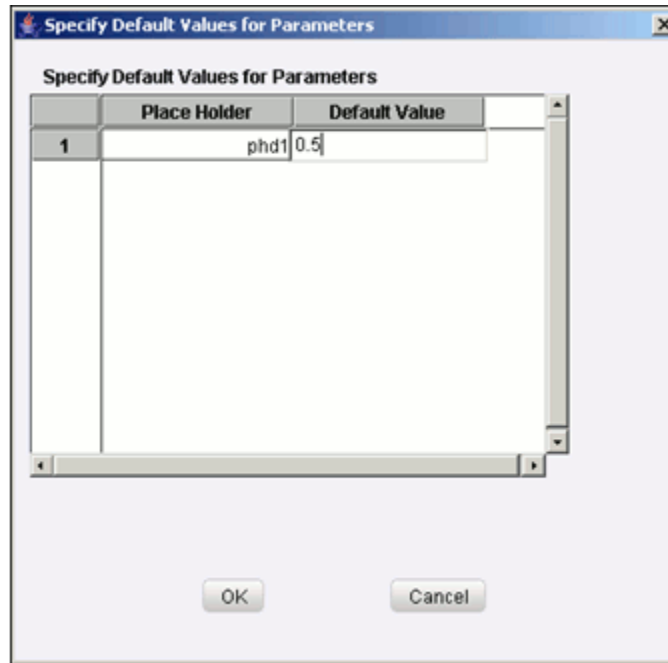 Specify Default Values for Parameters
Specify Default Values for Parameters
Place Holder Default Value
1 phd1 0.5
OK Cancel